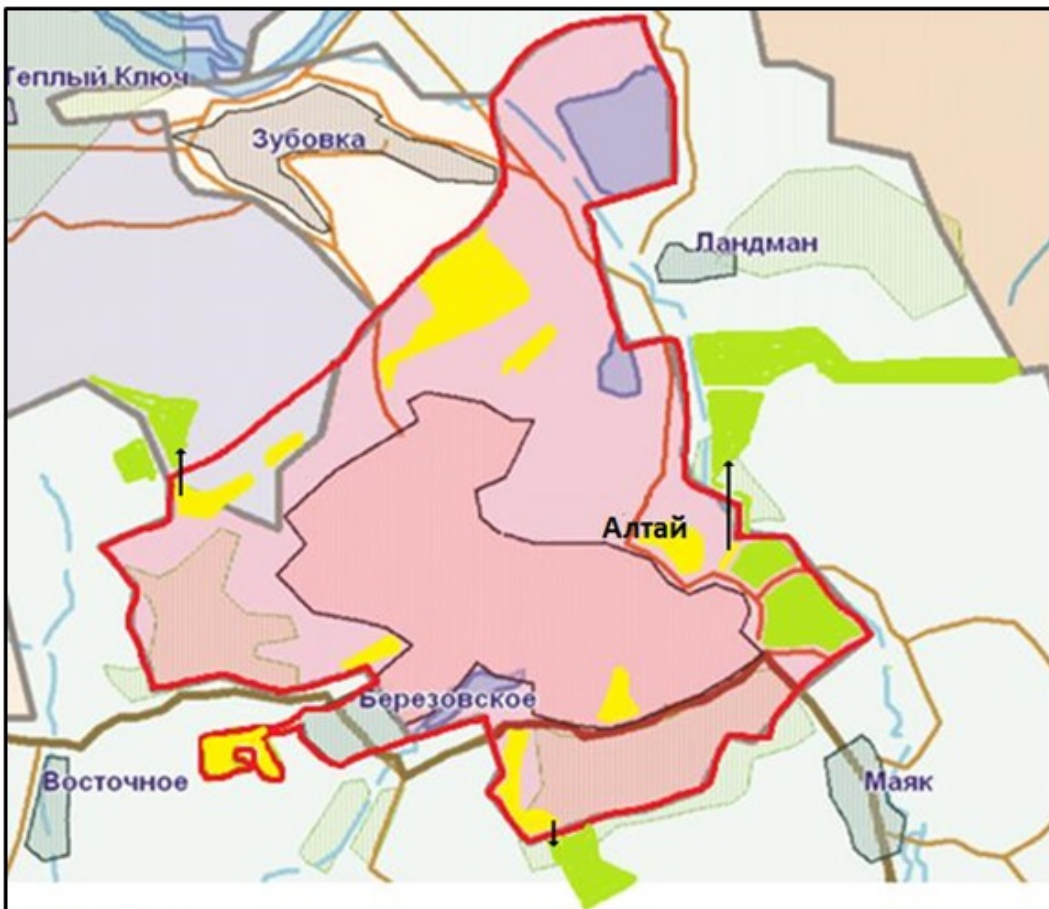 Теплый Ключ
Зубовка
Ландман
Алтай
Березовское
Восточное
Маяк